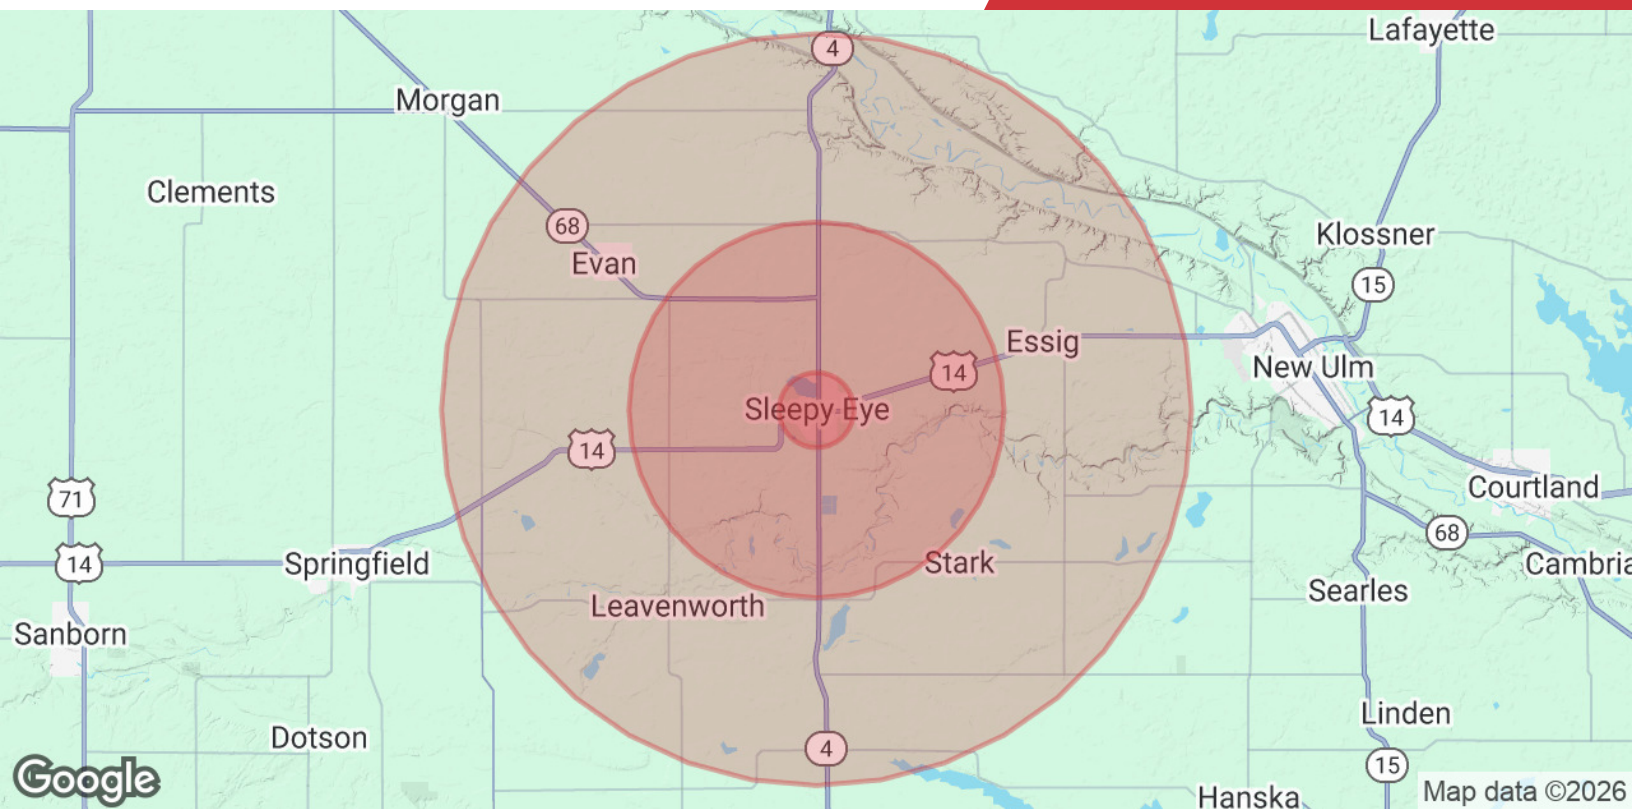 Lafayette
4
Morgan
Clements
68
Klossner
Evan
15
Essig
New Ulm
14
Sleepy Eye
14
14
71
Courtland
68
14
Springfield
Stark
Cambria
Searles
Leavenworth
Sanborn
Linden
Dotson
4
15
Google
Hanska
Map data ©2026